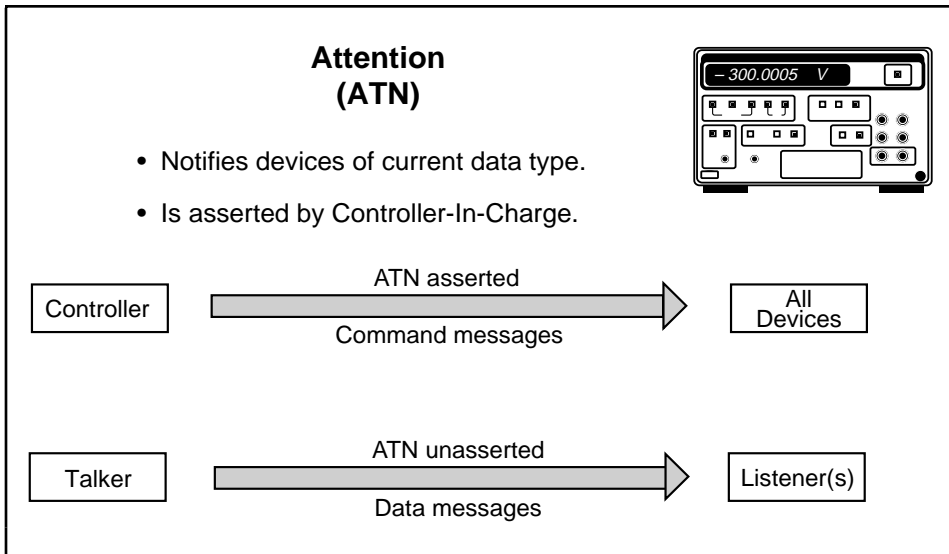 Attention
(ATN)
– 300.0005 V
• Notifies devices of current data type.
• Is asserted by Controller-In-Charge.
ATN asserted
Controller
All
Devices
Command messages
ATN unasserted
Talker
Listener(s)
Data messages